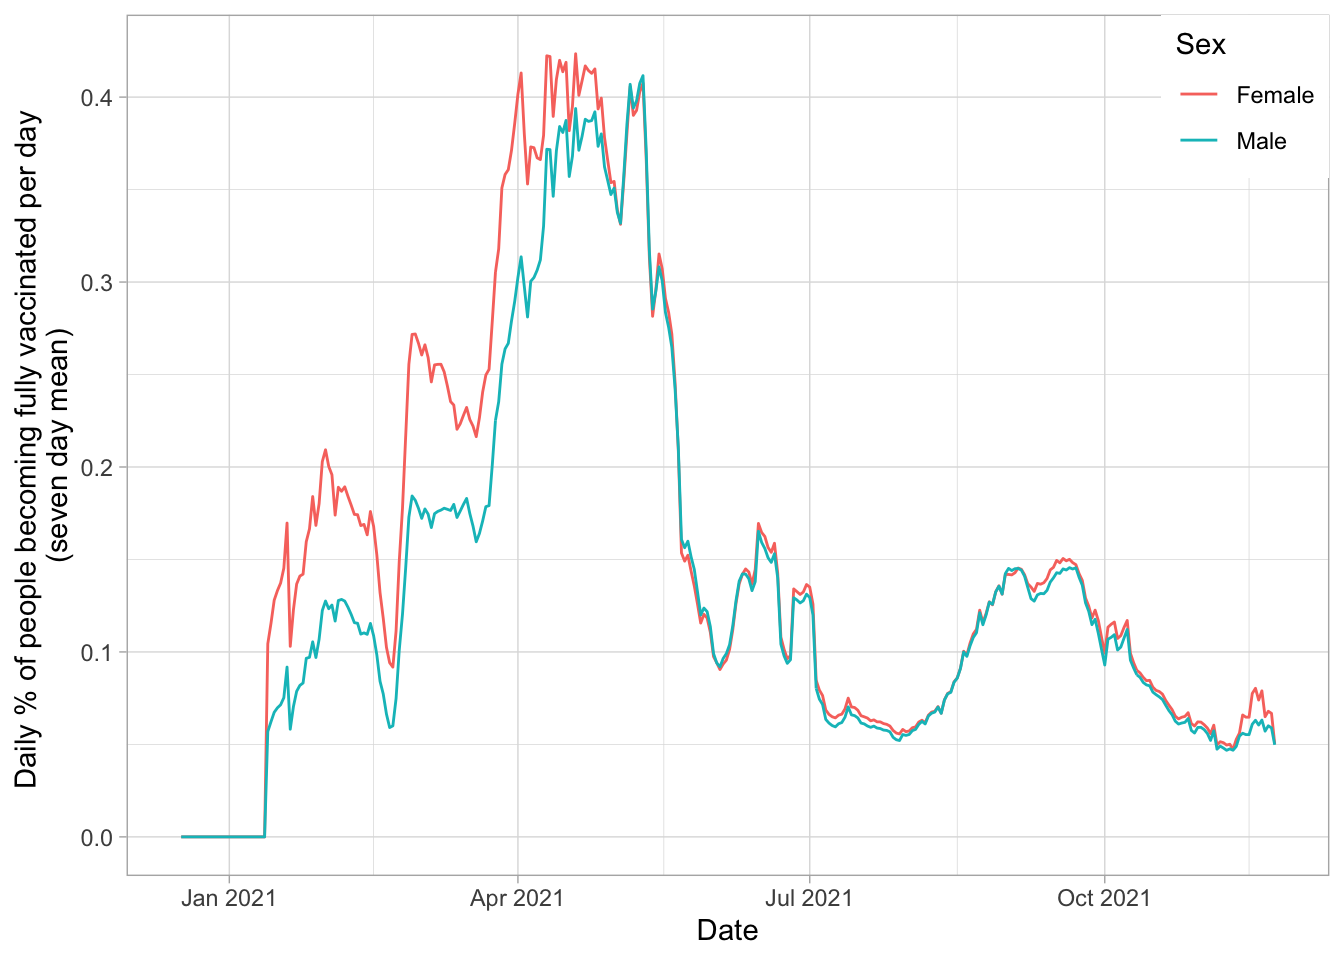 Daily % of people becoming fully vaccinated per day
(seven day mean)
0.4
0.3
0.2
0.1
0.0
Sex
Female
Male
Jan 2021
Apr 2021
Jul 2021
Oct 2021
Date